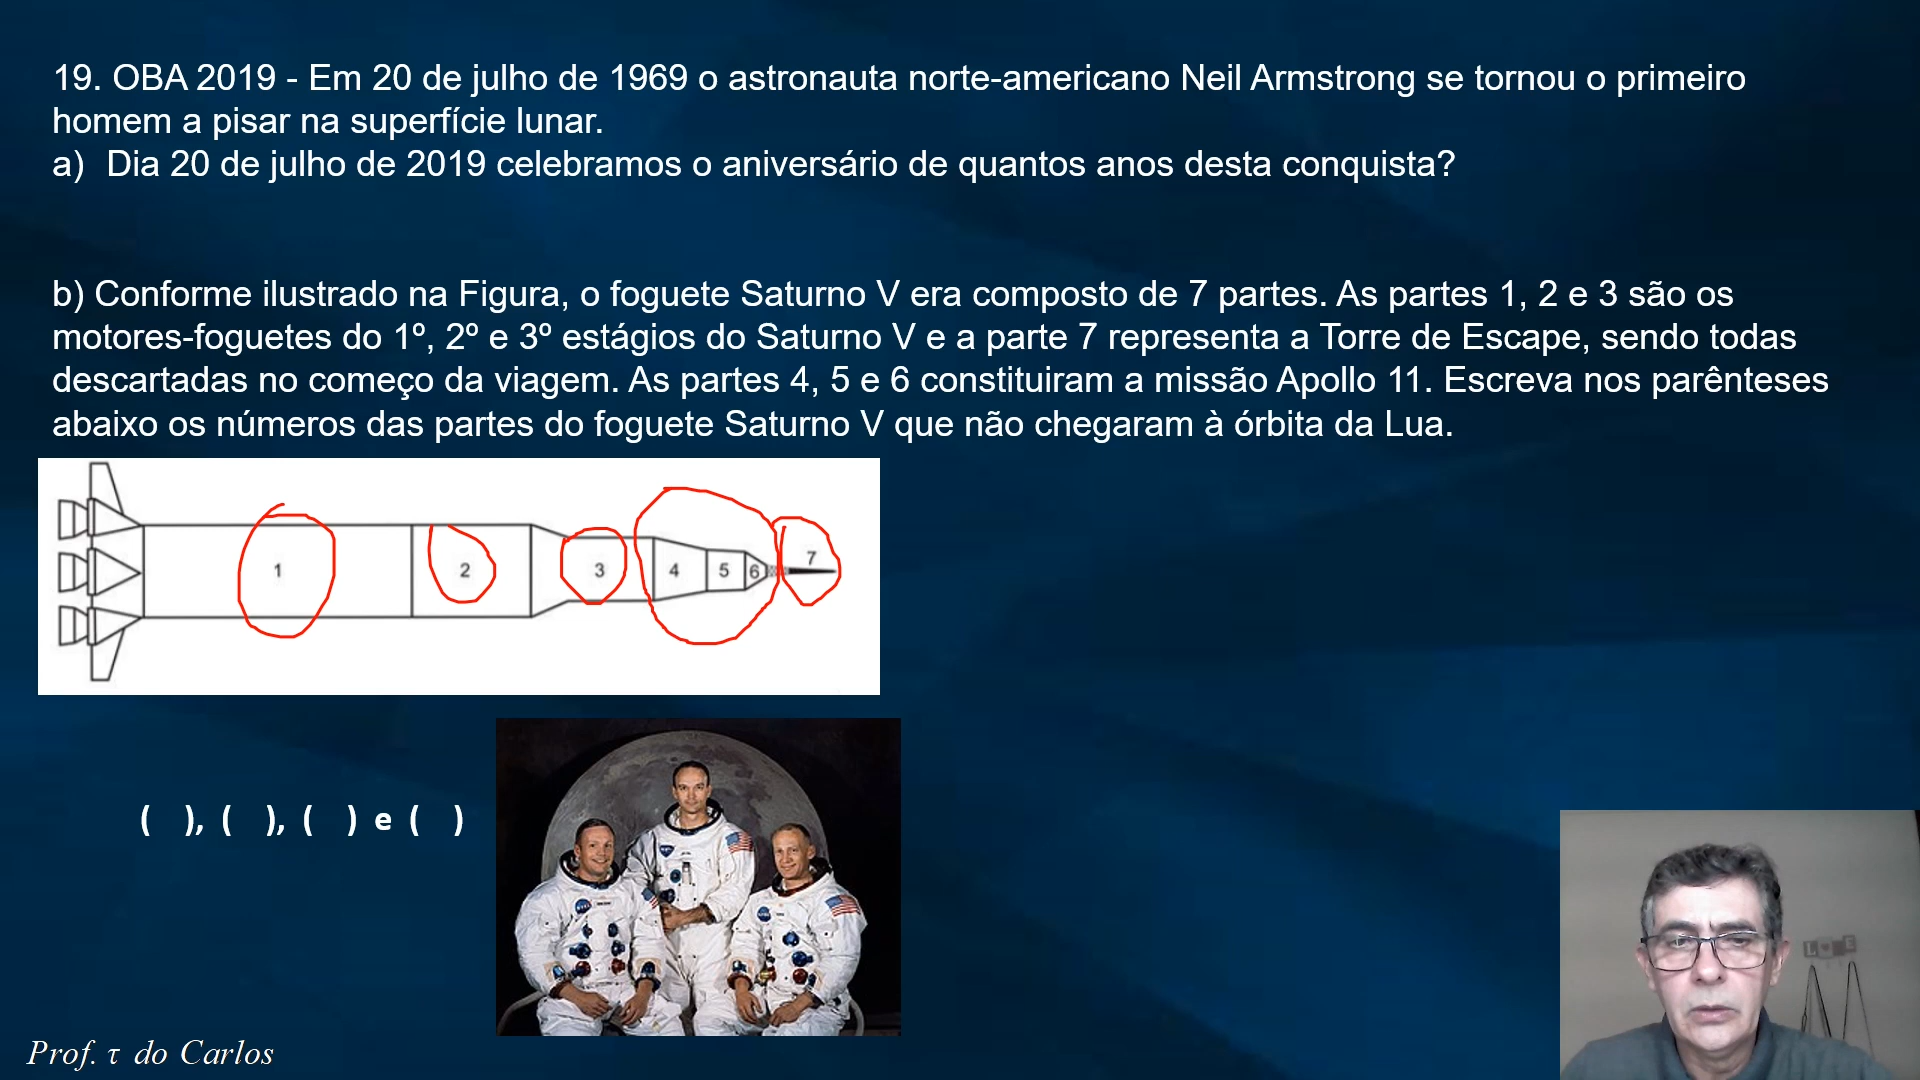 19. OBA 2019 - Em 20 de julho de 1969 o astronauta norte-americano Neil Armstrong se tornou o primeiro
homem a pisar na superfície lunar.
a) Dia 20 de julho de 2019 celebramos o aniversário de quantos anos desta conquista?
b) Conforme ilustrado na Figura, o foguete Saturno V era composto de 7 partes. As partes 1, 2 e 3 são os
motores-foguetes do 1º, 2º e 3º estágios do Saturno V e a parte 7 representa a Torre de Escape, sendo todas
descartadas no começo da viagem. As partes 4, 5 e 6 constituiram a missão Apollo 11. Escreva nos parênteses
abaixo os números das partes do foguete Saturno V que não chegaram à órbita da Lua.
1 2 3 4 5 6 7
( ), ( ), ( ) e ( )
Prof. τ do Carlos